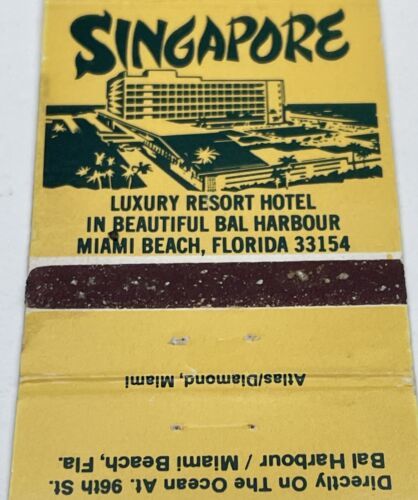 SINGAPORE
LUXURY RESORT HOTEL
IN BEAUTIFUL BAL HARBOUR
MIAMI BEACH, FLORIDA 33154
Atlas/Diamond, Miami
Directly On The Ocean At. 96th St.
Bal Harbour / Miami Beach, Fla.